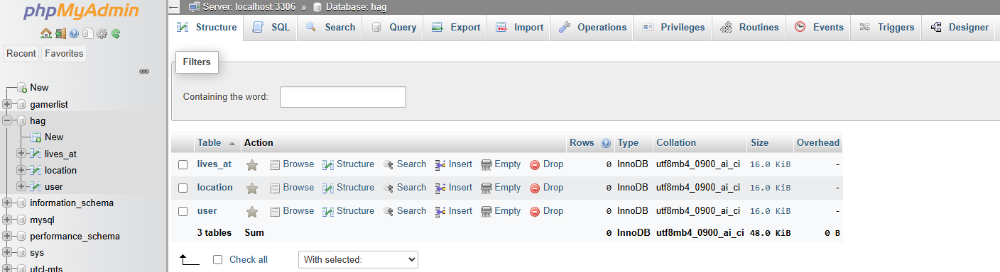 phpMyAdmin
Recent Favorites
New
gamerlist
hag
New
lives_at
location
user
information_schema
mysql
performance_schema
sys
utcl-mts
Server: localhost:3306 » Database: hag
Structure SQL Search Query Export Import Operations Privileges Routines Events Triggers Designer
Filters
Containing the word:
Table Action Rows Type Collation Size Overhead
lives_at Browse Structure Search Insert Empty Drop 0 InnoDB utf8mb4_0900_ai_ci 16.0 KiB -
location Browse Structure Search Insert Empty Drop 0 InnoDB utf8mb4_0900_ai_ci 16.0 KiB -
user Browse Structure Search Insert Empty Drop 0 InnoDB utf8mb4_0900_ai_ci 16.0 KiB -
3 tables Sum 0 InnoDB utf8mb4_0900_ai_ci 48.0 KiB 0 B
Check all With selected: